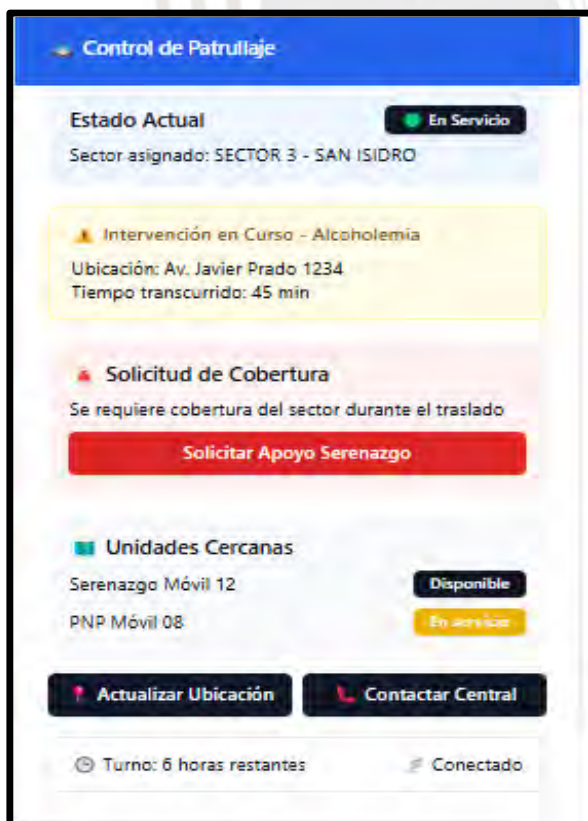 Control de Patrullaje
Estado Actual
En Servicio
Sector asignado: SECTOR 3 - SAN ISIDRO
Intervención en Curso - Alcoholemia
Ubicación: Av. Javier Prado 1234
Tiempo transcurrido: 45 min
Solicitud de Cobertura
Se requiere cobertura del sector durante el traslado
Solicitar Apoyo Serenazgo
Unidades Cercanas
Serenazgo Móvil 12
Disponible
PNP Móvil 08
En servicio
Actualizar Ubicación
Contactar Central
Turno: 6 horas restantes
Conectado